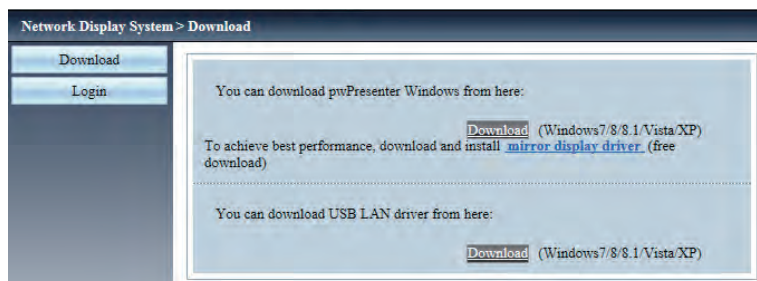 Network Display System > Download
Download
Login
You can download pwPresenter Windows from here:
Download (Windows7/8/8.1/Vista/XP)
To achieve best performance, download and install mirror display driver (free
download)
You can download USB LAN driver from here:
Download (Windows7/8/8.1/Vista/XP)